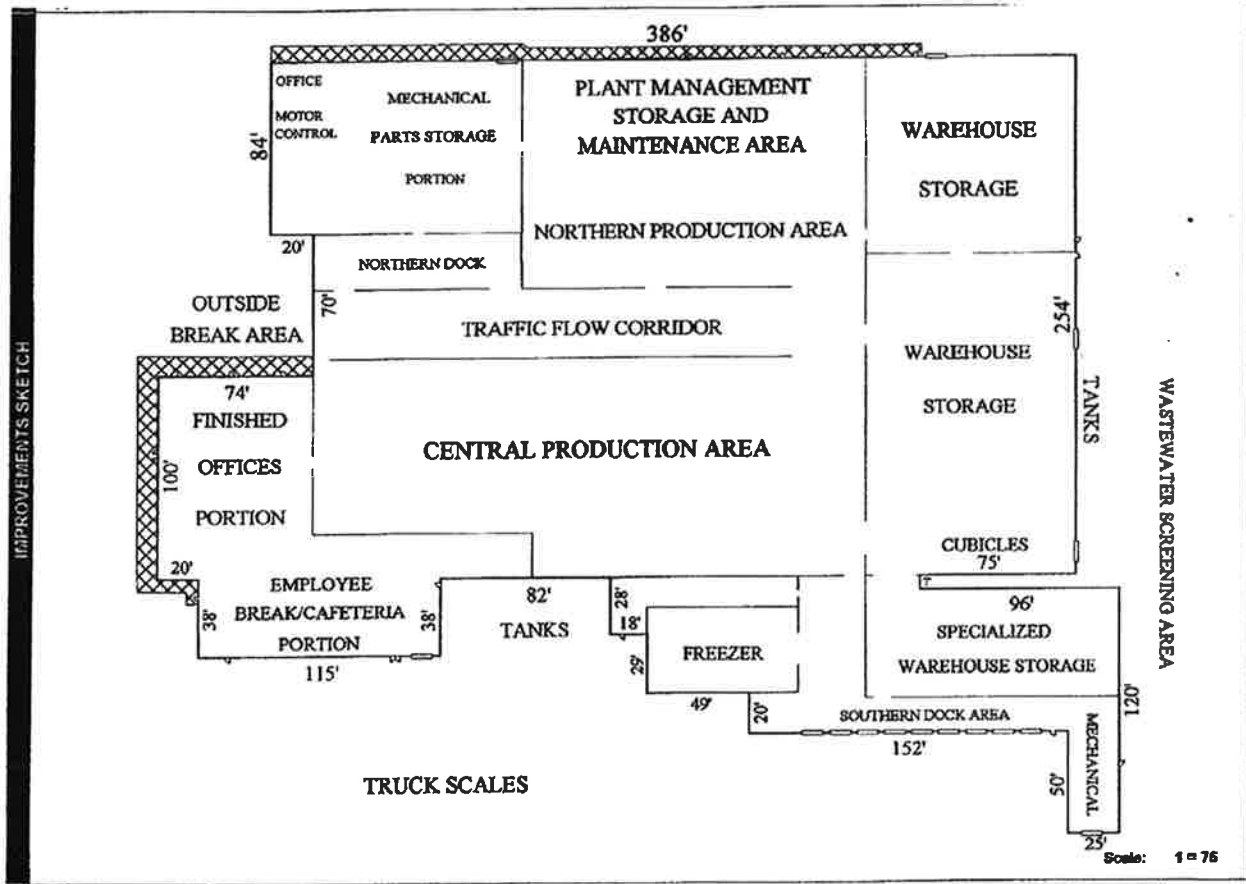 IMPROVEMENTS SKETCH
386'
OFFICE
MOTOR
CONTROL
MECHANICAL
PARTS STORAGE
PORTION
84'
PLANT MANAGEMENT
STORAGE AND
MAINTENANCE AREA
WAREHOUSE
STORAGE
NORTHERN PRODUCTION AREA
20'
NORTHERN DOCK
70'
OUTSIDE
BREAK AREA
TRAFFIC FLOW CORRIDOR
254'
WAREHOUSE
STORAGE
TANKS
WASTEWATER SCREENING AREA
74'
FINISHED
OFFICES
PORTION
100'
CENTRAL PRODUCTION AREA
CUBICLES
75'
20'
EMPLOYEE
BREAK/CAFETERIA
PORTION
38'
38'
115'
82'
TANKS
28'
18'
29'
FREEZER
49'
20'
7'
96'
SPECIALIZED
WAREHOUSE STORAGE
120'
SOUTHERN DOCK AREA
152'
MECHANICAL
50'
25'
TRUCK SCALES
Scale: 1 = 76